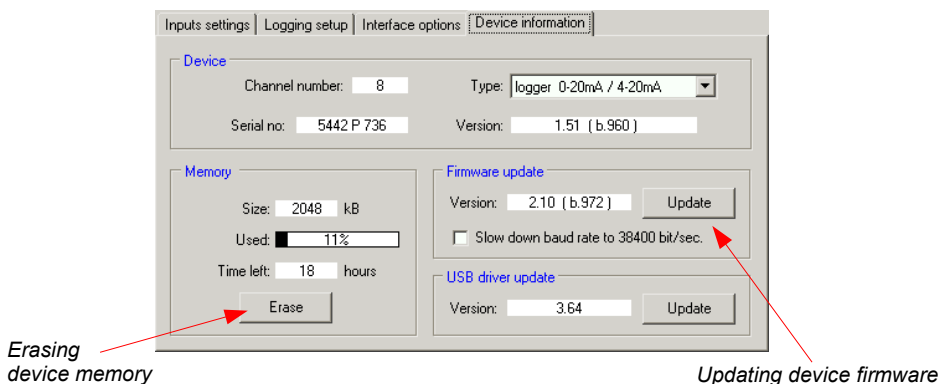 Inputs settings Logging setup Interface options Device information
Device
Channel number: 8 Type: logger 0-20mA / 4-20mA
Serial no: 5442 P 736 Version: 1.51 ( b.960 )
Memory
Size: 2048 kB
Used: 11%
Time left: 18 hours
Erase
Firmware update
Version: 2.10 ( b.972 ) Update
Slow down baud rate to 38400 bit/sec.
USB driver update
Version: 3.64 Update
Erasing
device memory
Updating device firmware